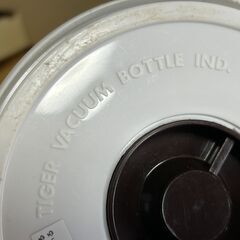 TIGER VACUUM BOTTLE IND.